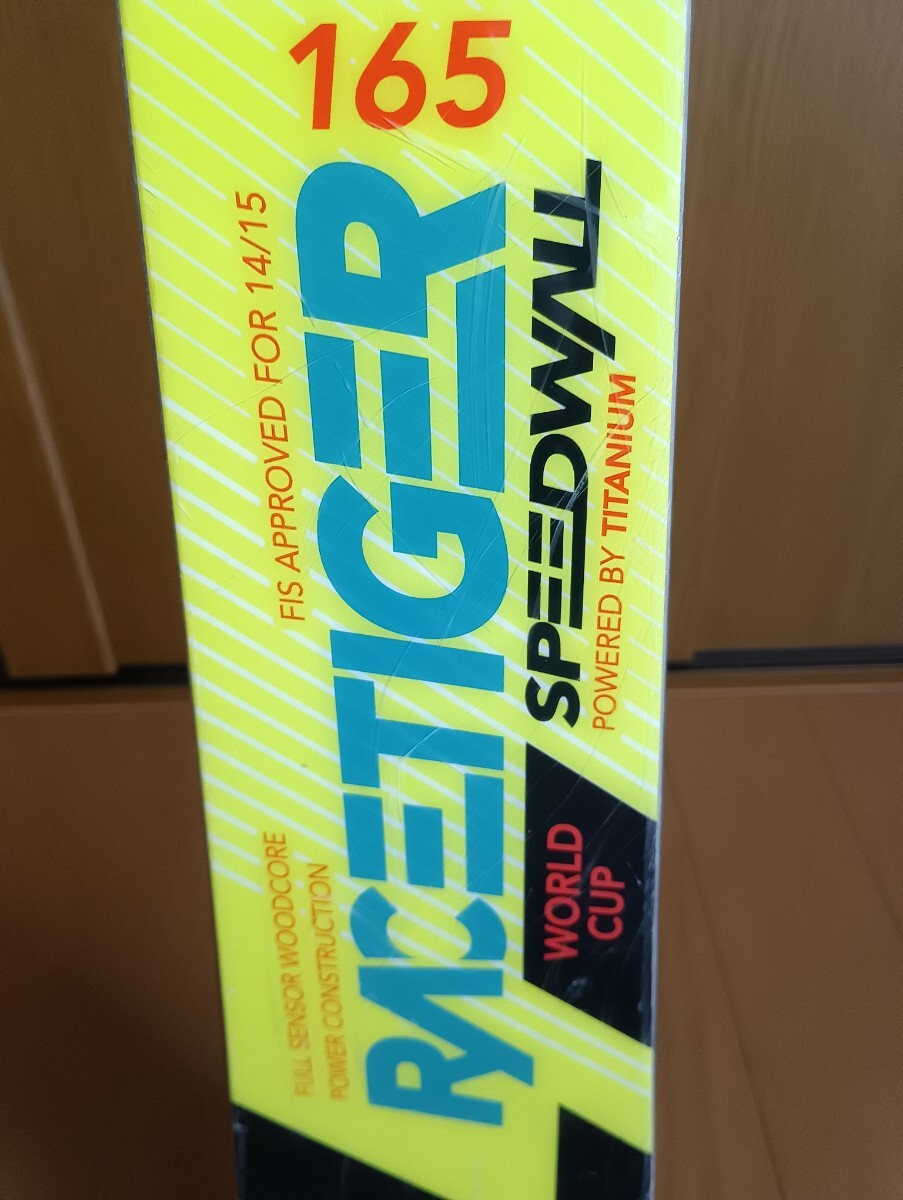 165
FIS APPROVED FOR 14/15
RACETIGER
SPEEDWALL
POWERED BY TITANIUM
FULL SENSOR WOODCORE
POWER CONSTRUCTION
WORLD
CUP